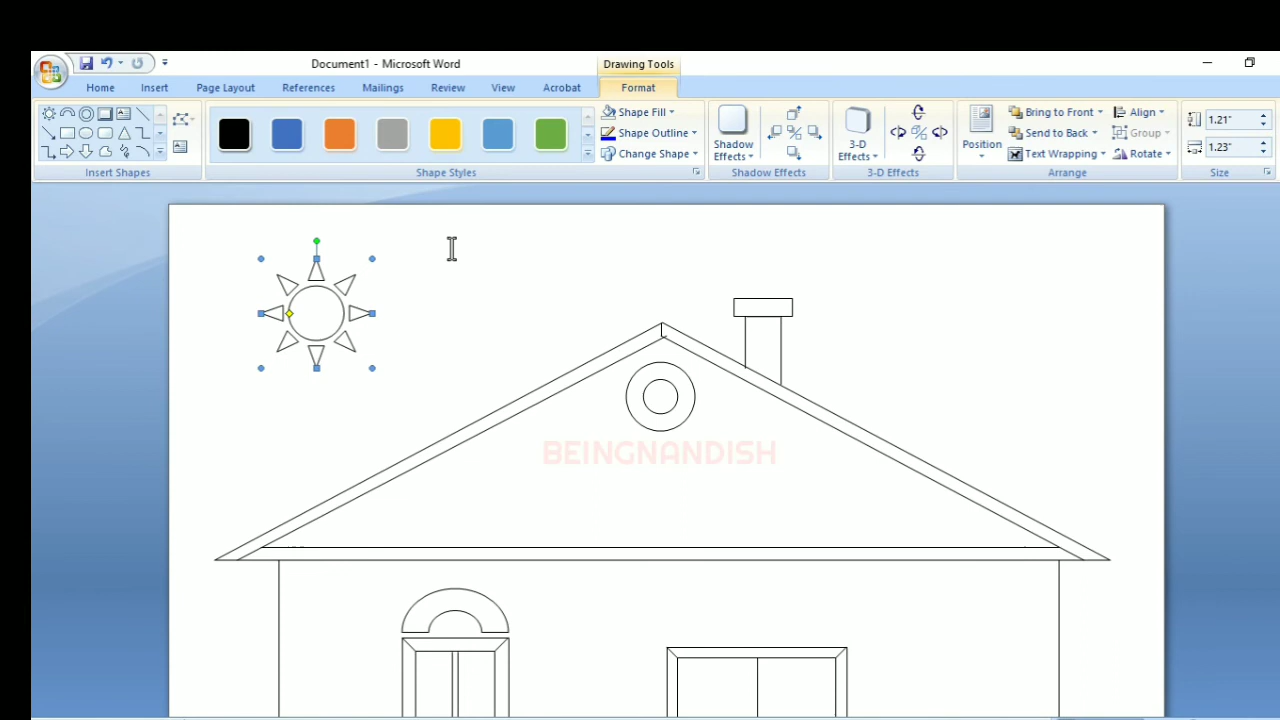 Document1 - Microsoft Word
Drawing Tools
Home Insert Page Layout References Mailings Review View Acrobat Format
Shape Fill
Shape Outline
Change Shape
Shadow Effects
3-D Effects
Position
Bring to Front
Send to Back
Text Wrapping
Align
Group
Rotate
1.21"
1.23"
Insert Shapes Shape Styles Shadow Effects 3-D Effects Arrange Size
BEINGNANDISH